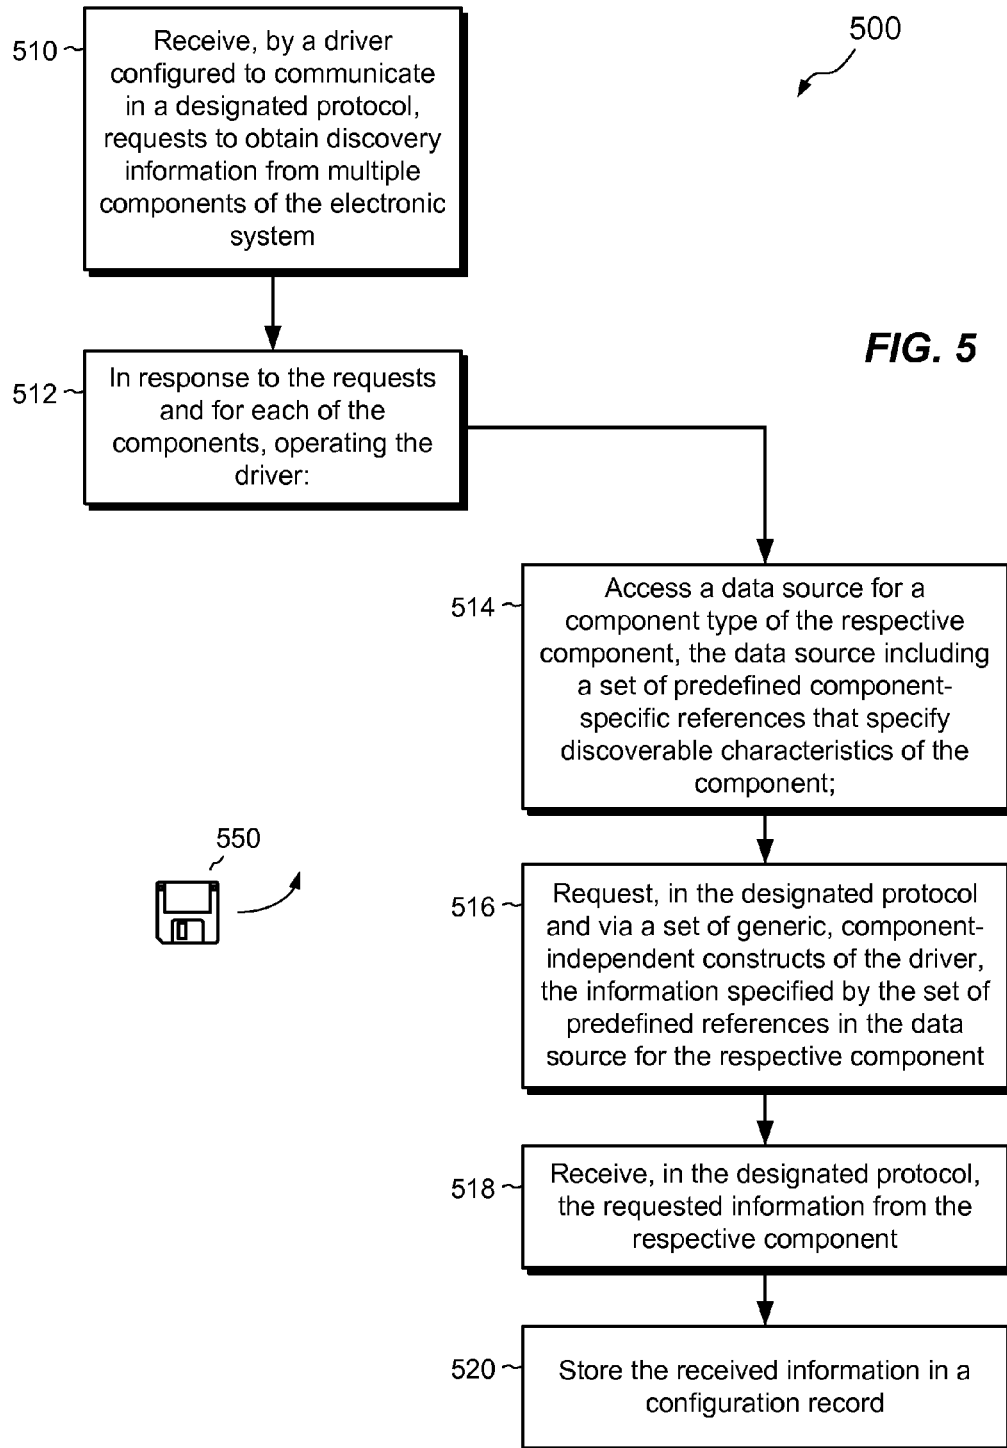 500
510
Receive, by a driver
configured to communicate
in a designated protocol,
requests to obtain discovery
information from multiple
components of the electronic
system
FIG. 5
512
In response to the requests
and for each of the
components, operating the
driver:
514
Access a data source for a
component type of the respective
component, the data source including
a set of predefined component-
specific references that specify
discoverable characteristics of the
component;
550
516
Request, in the designated protocol
and via a set of generic, component-
independent constructs of the driver,
the information specified by the set of
predefined references in the data
source for the respective component
518
Receive, in the designated protocol,
the requested information from the
respective component
520
Store the received information in a
configuration record